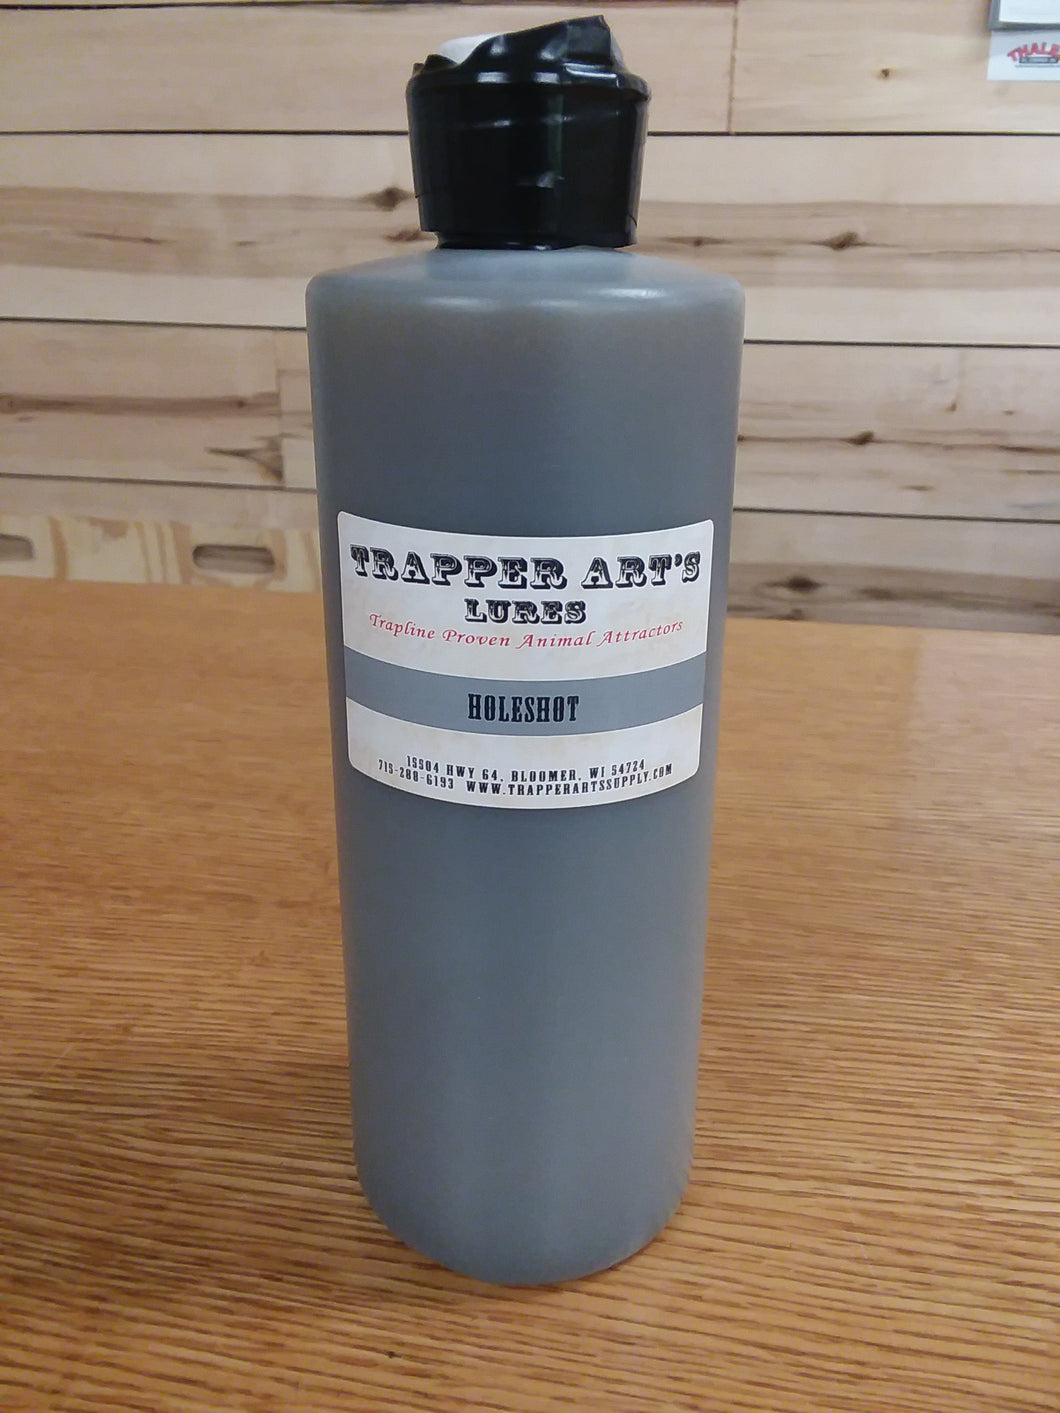 TRAPPER ART'S
LURES
Trapline Proven Animal Attractors
HOLESHOT
15504 HWY 64, BLOOMER, WI 54724
715-288-6193 WWW.TRAPPERARTSSUPPLY.COM